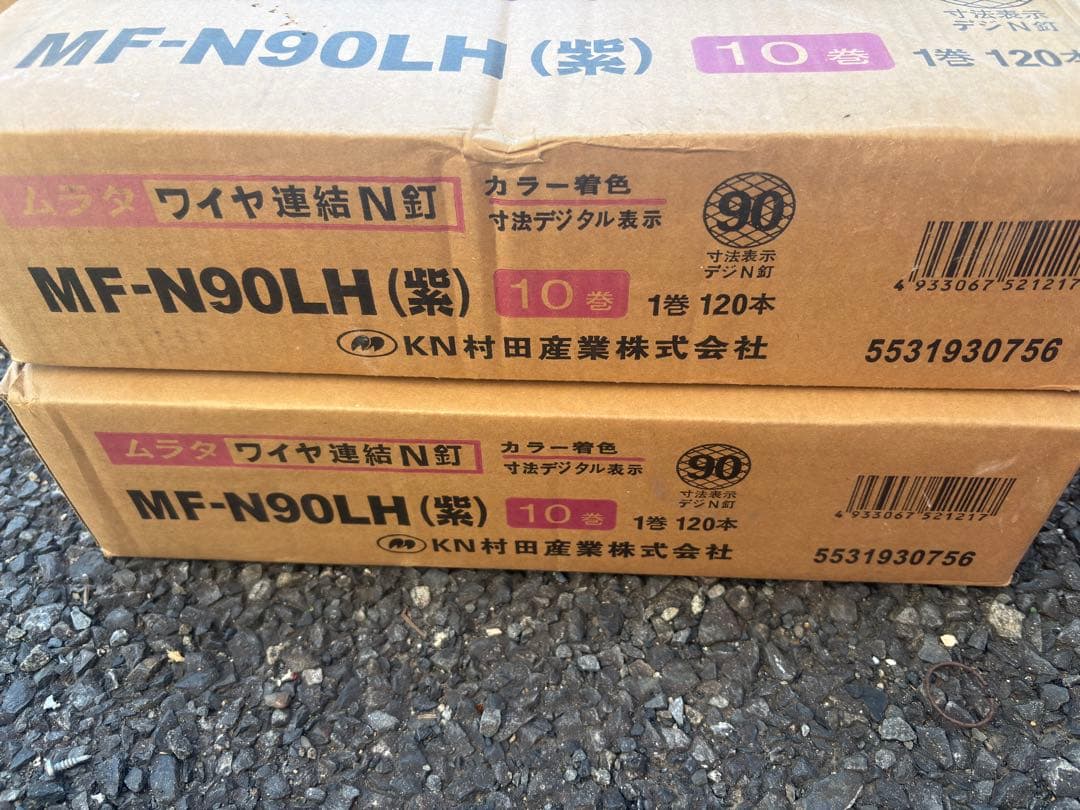 寸法表示
デジN釘
MF-N90LH(紫) 10巻 1巻 120本
ムラタ ワイヤ連結N釘
カラー着色
寸法デジタル表示
90
寸法表示
デジN釘
MF-N90LH(紫) 10巻 1巻 120本
4 933067 521217
KN村田産業株式会社
5531930756
ムラタ ワイヤ連結N釘
カラー着色
寸法デジタル表示
90
寸法表示
デジN釘
MF-N90LH(紫) 10巻 1巻 120本
4 933067 521217
KN村田産業株式会社
5531930756